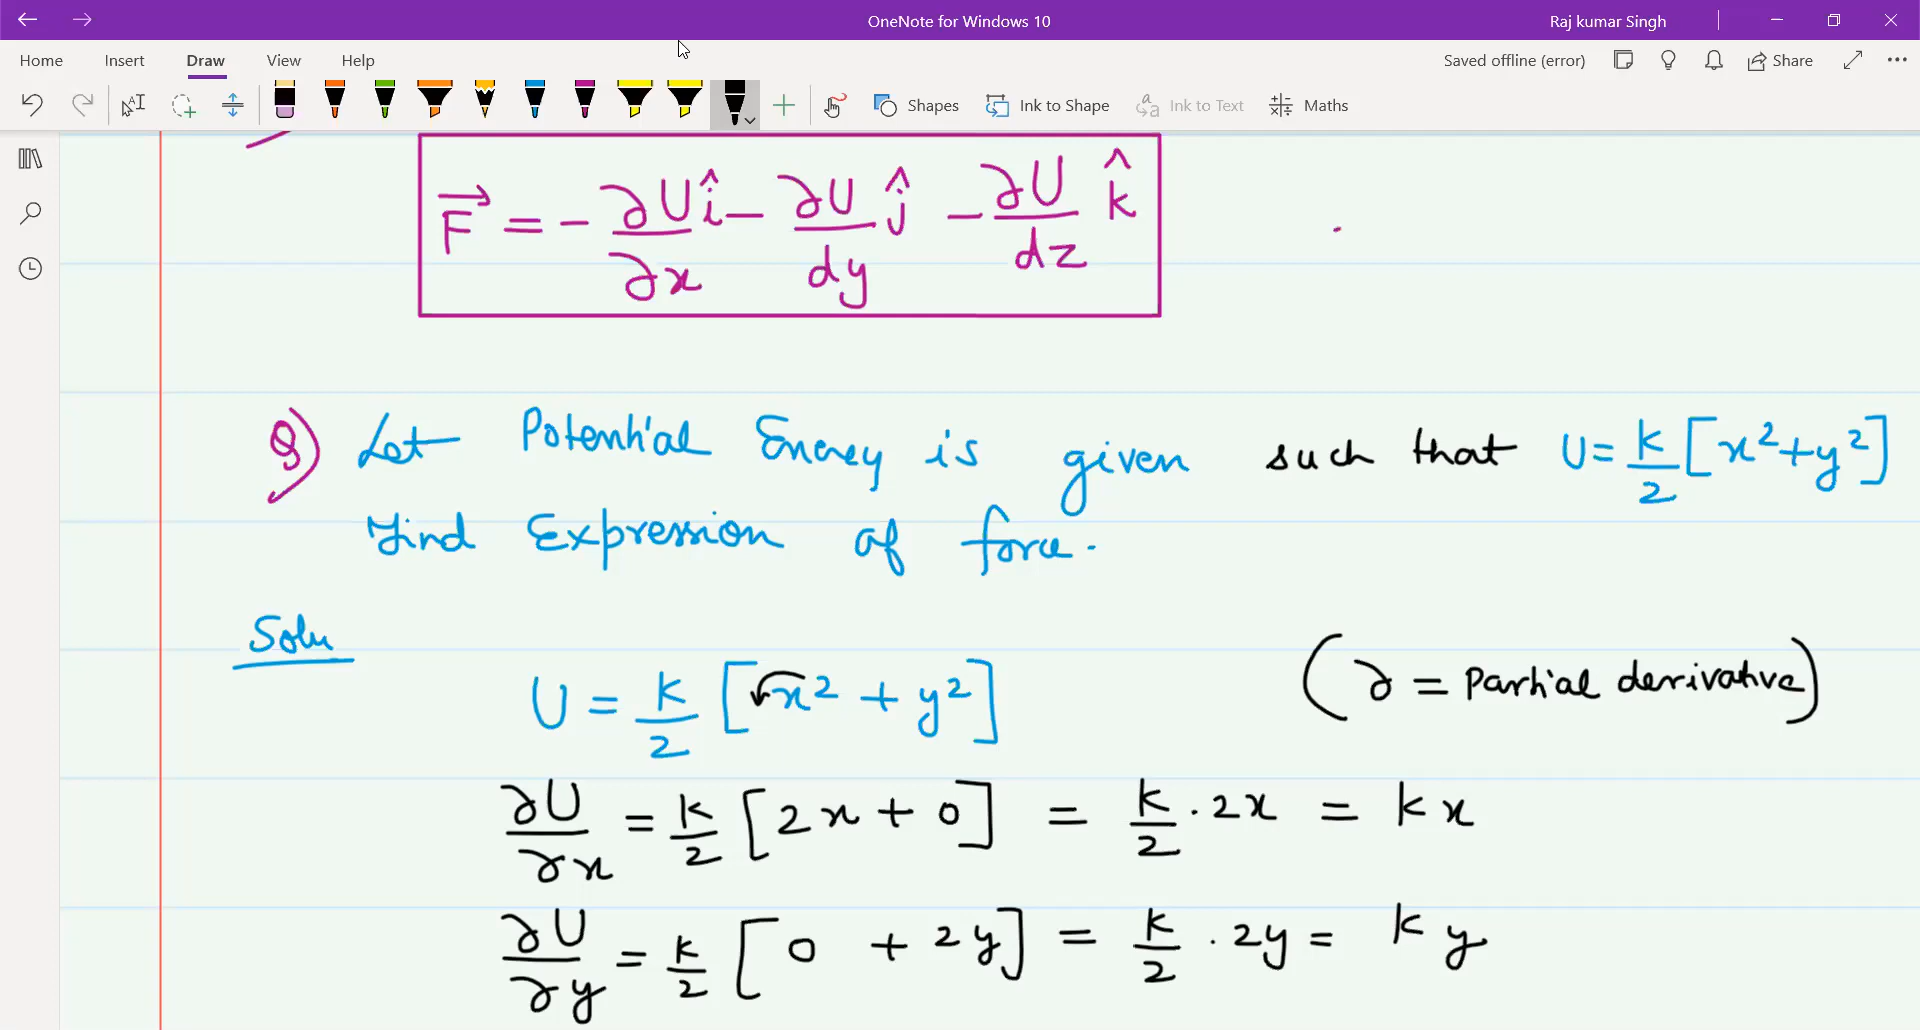 OneNote for Windows 10
Raj kumar Singh
Home Insert Draw View Help
Saved offline (error)
Share
Shapes
Ink to Shape
Ink to Text
Maths
F⃗ = - ∂U/∂x î - ∂U/dy ĵ - ∂U/dz k̂
Q) Let Potential Energy is given such that U = k/2 [x² + y²]
Find Expression of force.
Solu
U = k/2 [x² + y²]
(∂ = Partial derivative)
∂U/∂x = k/2 [2x + 0] = k/2 . 2x = kx
∂U/∂y = k/2 [0 + 2y] = k/2 . 2y = ky